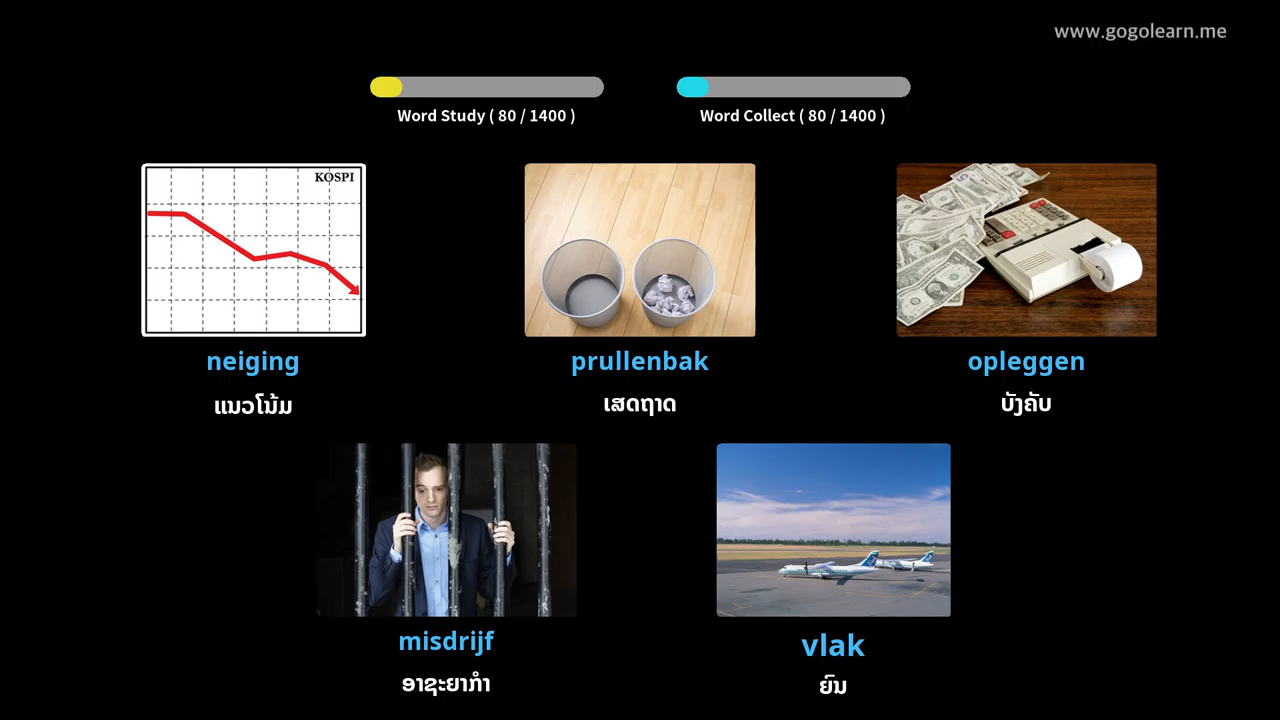 www.gogolearn.me
Word Study ( 80 / 1400 )
Word Collect ( 80 / 1400 )
KOSPI
neiging
prullenbak
opleggen
ແນວໂນ້ມ
ເສດຖາດ
ບັງຄັບ
misdrijf
vlak
ອາຊະຍາກໍາ
ຍົນ